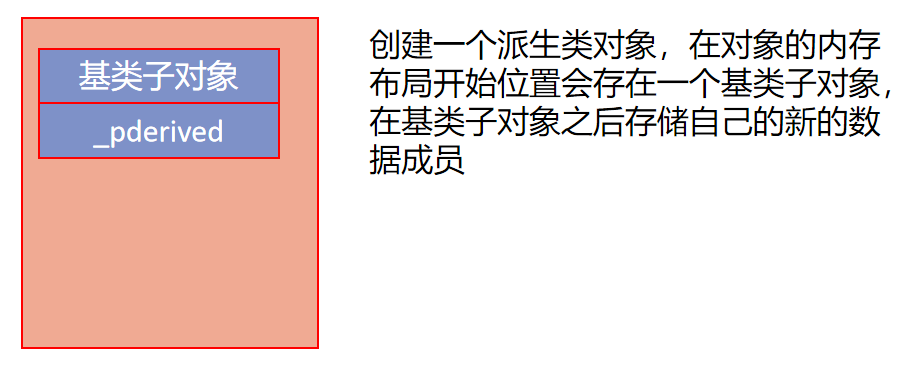 基类子对象
_pderived
创建一个派生类对象，在对象的内存
布局开始位置会存在一个基类子对象，
在基类子对象之后存储自己的新的数
据成员